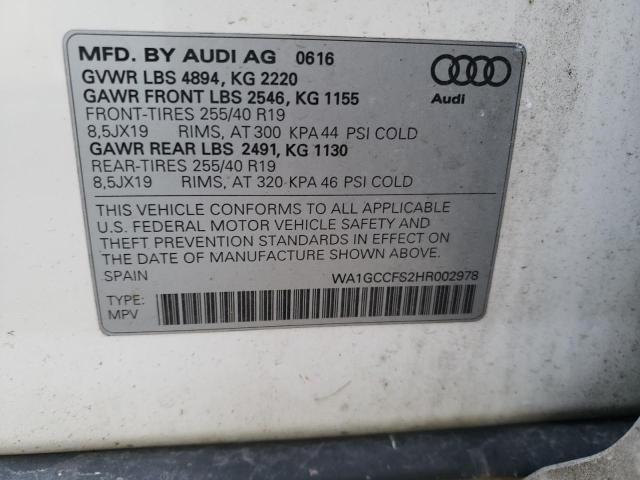 MFD. BY AUDI AG 0616
GVWR LBS 4894, KG 2220
GAWR FRONT LBS 2546, KG 1155
Audi
FRONT-TIRES 255/40 R19
8,5JX19 RIMS, AT 300 KPA 44 PSI COLD
GAWR REAR LBS 2491, KG 1130
REAR-TIRES 255/40 R19
8,5JX19 RIMS, AT 320 KPA 46 PSI COLD
THIS VEHICLE CONFORMS TO ALL APPLICABLE
U.S. FEDERAL MOTOR VEHICLE SAFETY AND
THEFT PREVENTION STANDARDS IN EFFECT ON
THE DATE OF MANUFACTURE SHOWN ABOVE.
SPAIN WA1GCCFS2HR002978
TYPE:
MPV